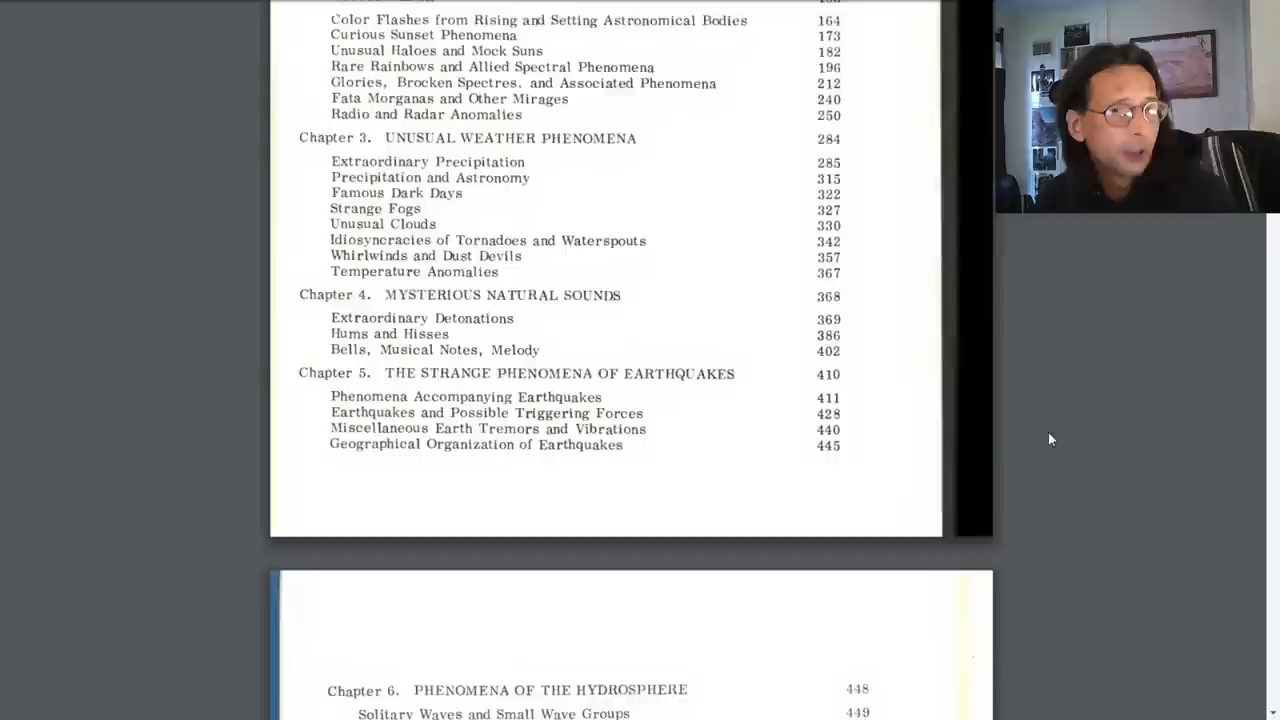 Color Flashes from Rising and Setting Astronomical Bodies 164
Curious Sunset Phenomena 173
Unusual Haloes and Mock Suns 182
Rare Rainbows and Allied Spectral Phenomena 196
Glories, Brocken Spectres. and Associated Phenomena 212
Fata Morganas and Other Mirages 240
Radio and Radar Anomalies 250
Chapter 3. UNUSUAL WEATHER PHENOMENA 284
Extraordinary Precipitation 285
Precipitation and Astronomy 315
Famous Dark Days 322
Strange Fogs 327
Unusual Clouds 330
Idiosyncracies of Tornadoes and Waterspouts 342
Whirlwinds and Dust Devils 357
Temperature Anomalies 367
Chapter 4. MYSTERIOUS NATURAL SOUNDS 368
Extraordinary Detonations 369
Hums and Hisses 386
Bells, Musical Notes, Melody 402
Chapter 5. THE STRANGE PHENOMENA OF EARTHQUAKES 410
Phenomena Accompanying Earthquakes 411
Earthquakes and Possible Triggering Forces 428
Miscellaneous Earth Tremors and Vibrations 440
Geographical Organization of Earthquakes 445
Chapter 6. PHENOMENA OF THE HYDROSPHERE 448
Solitary Waves and Small Wave Groups 449